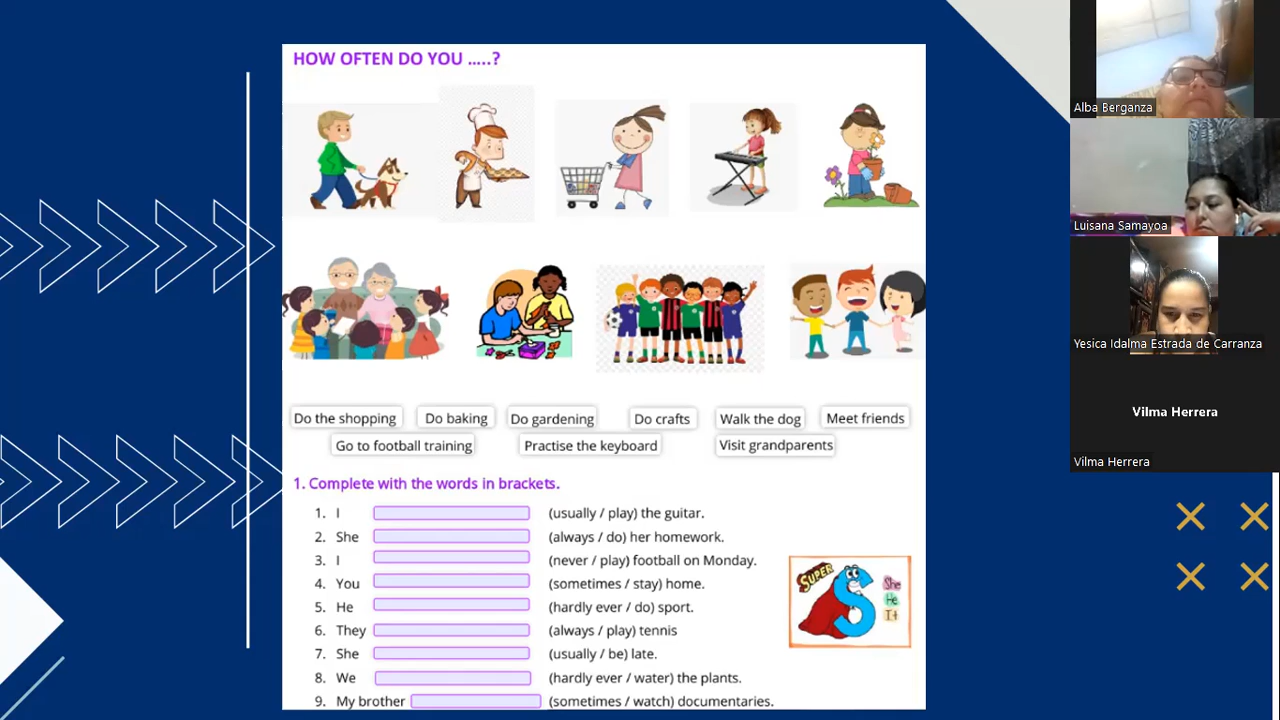 HOW OFTEN DO YOU .....?
Do the shopping
Do baking
Do gardening
Do crafts
Walk the dog
Meet friends
Go to football training
Practise the keyboard
Visit grandparents
1. Complete with the words in brackets.
1. I (usually / play) the guitar.
2. She (always / do) her homework.
3. I (never / play) football on Monday.
4. You (sometimes / stay) home.
5. He (hardly ever / do) sport.
6. They (always / play) tennis
7. She (usually / be) late.
8. We (hardly ever / water) the plants.
9. My brother (sometimes / watch) documentaries.
SUPER
S
She
He
It
Alba Berganza
Luisana Samayoa
Yesica Idalma Estrada de Carranza
Vilma Herrera
Vilma Herrera